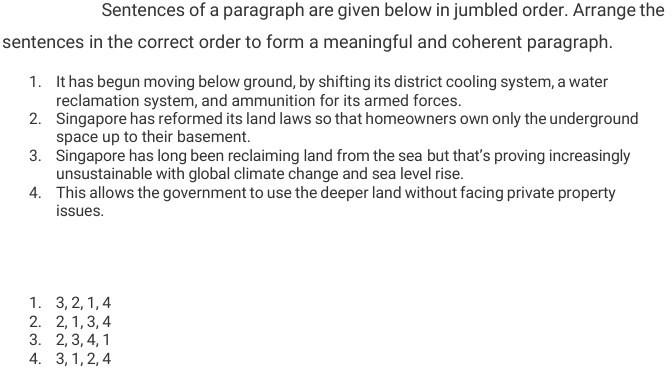 Sentences of a paragraph are given below in jumbled order. Arrange the
sentences in the correct order to form a meaningful and coherent paragraph.
1. It has begun moving below ground, by shifting its district cooling system, a water
reclamation system, and ammunition for its armed forces.
2. Singapore has reformed its land laws so that homeowners own only the underground
space up to their basement.
3. Singapore has long been reclaiming land from the sea but that's proving increasingly
unsustainable with global climate change and sea level rise.
4. This allows the government to use the deeper land without facing private property
issues.
1. 3, 2, 1, 4
2. 2, 1, 3, 4
3. 2, 3, 4, 1
4. 3, 1, 2, 4